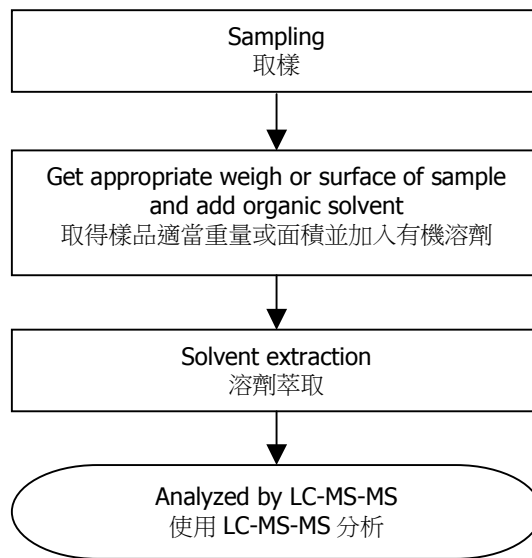 Sampling
取樣
Get appropriate weigh or surface of sample
and add organic solvent
取得樣品適當重量或面積並加入有機溶劑
Solvent extraction
溶劑萃取
Analyzed by LC-MS-MS
使用 LC-MS-MS 分析